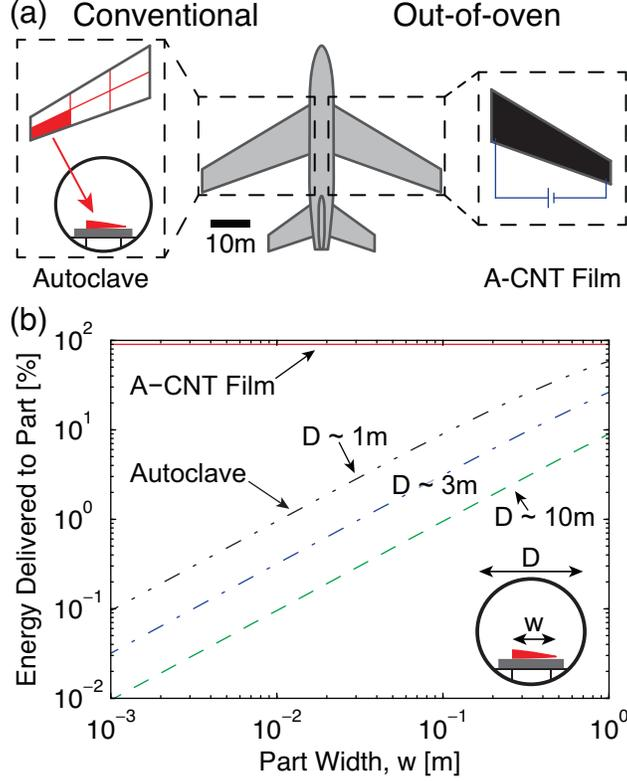 (a) Conventional Out-of-oven
10m
Autoclave A-CNT Film
(b)
Energy Delivered to Part [%]
10²
10¹
10⁰
10⁻¹
10⁻²
A−CNT Film
D ~ 1m
Autoclave
D ~ 3m
D ~ 10m
D
w
10⁻³ 10⁻² 10⁻¹ 10⁰
Part Width, w [m]